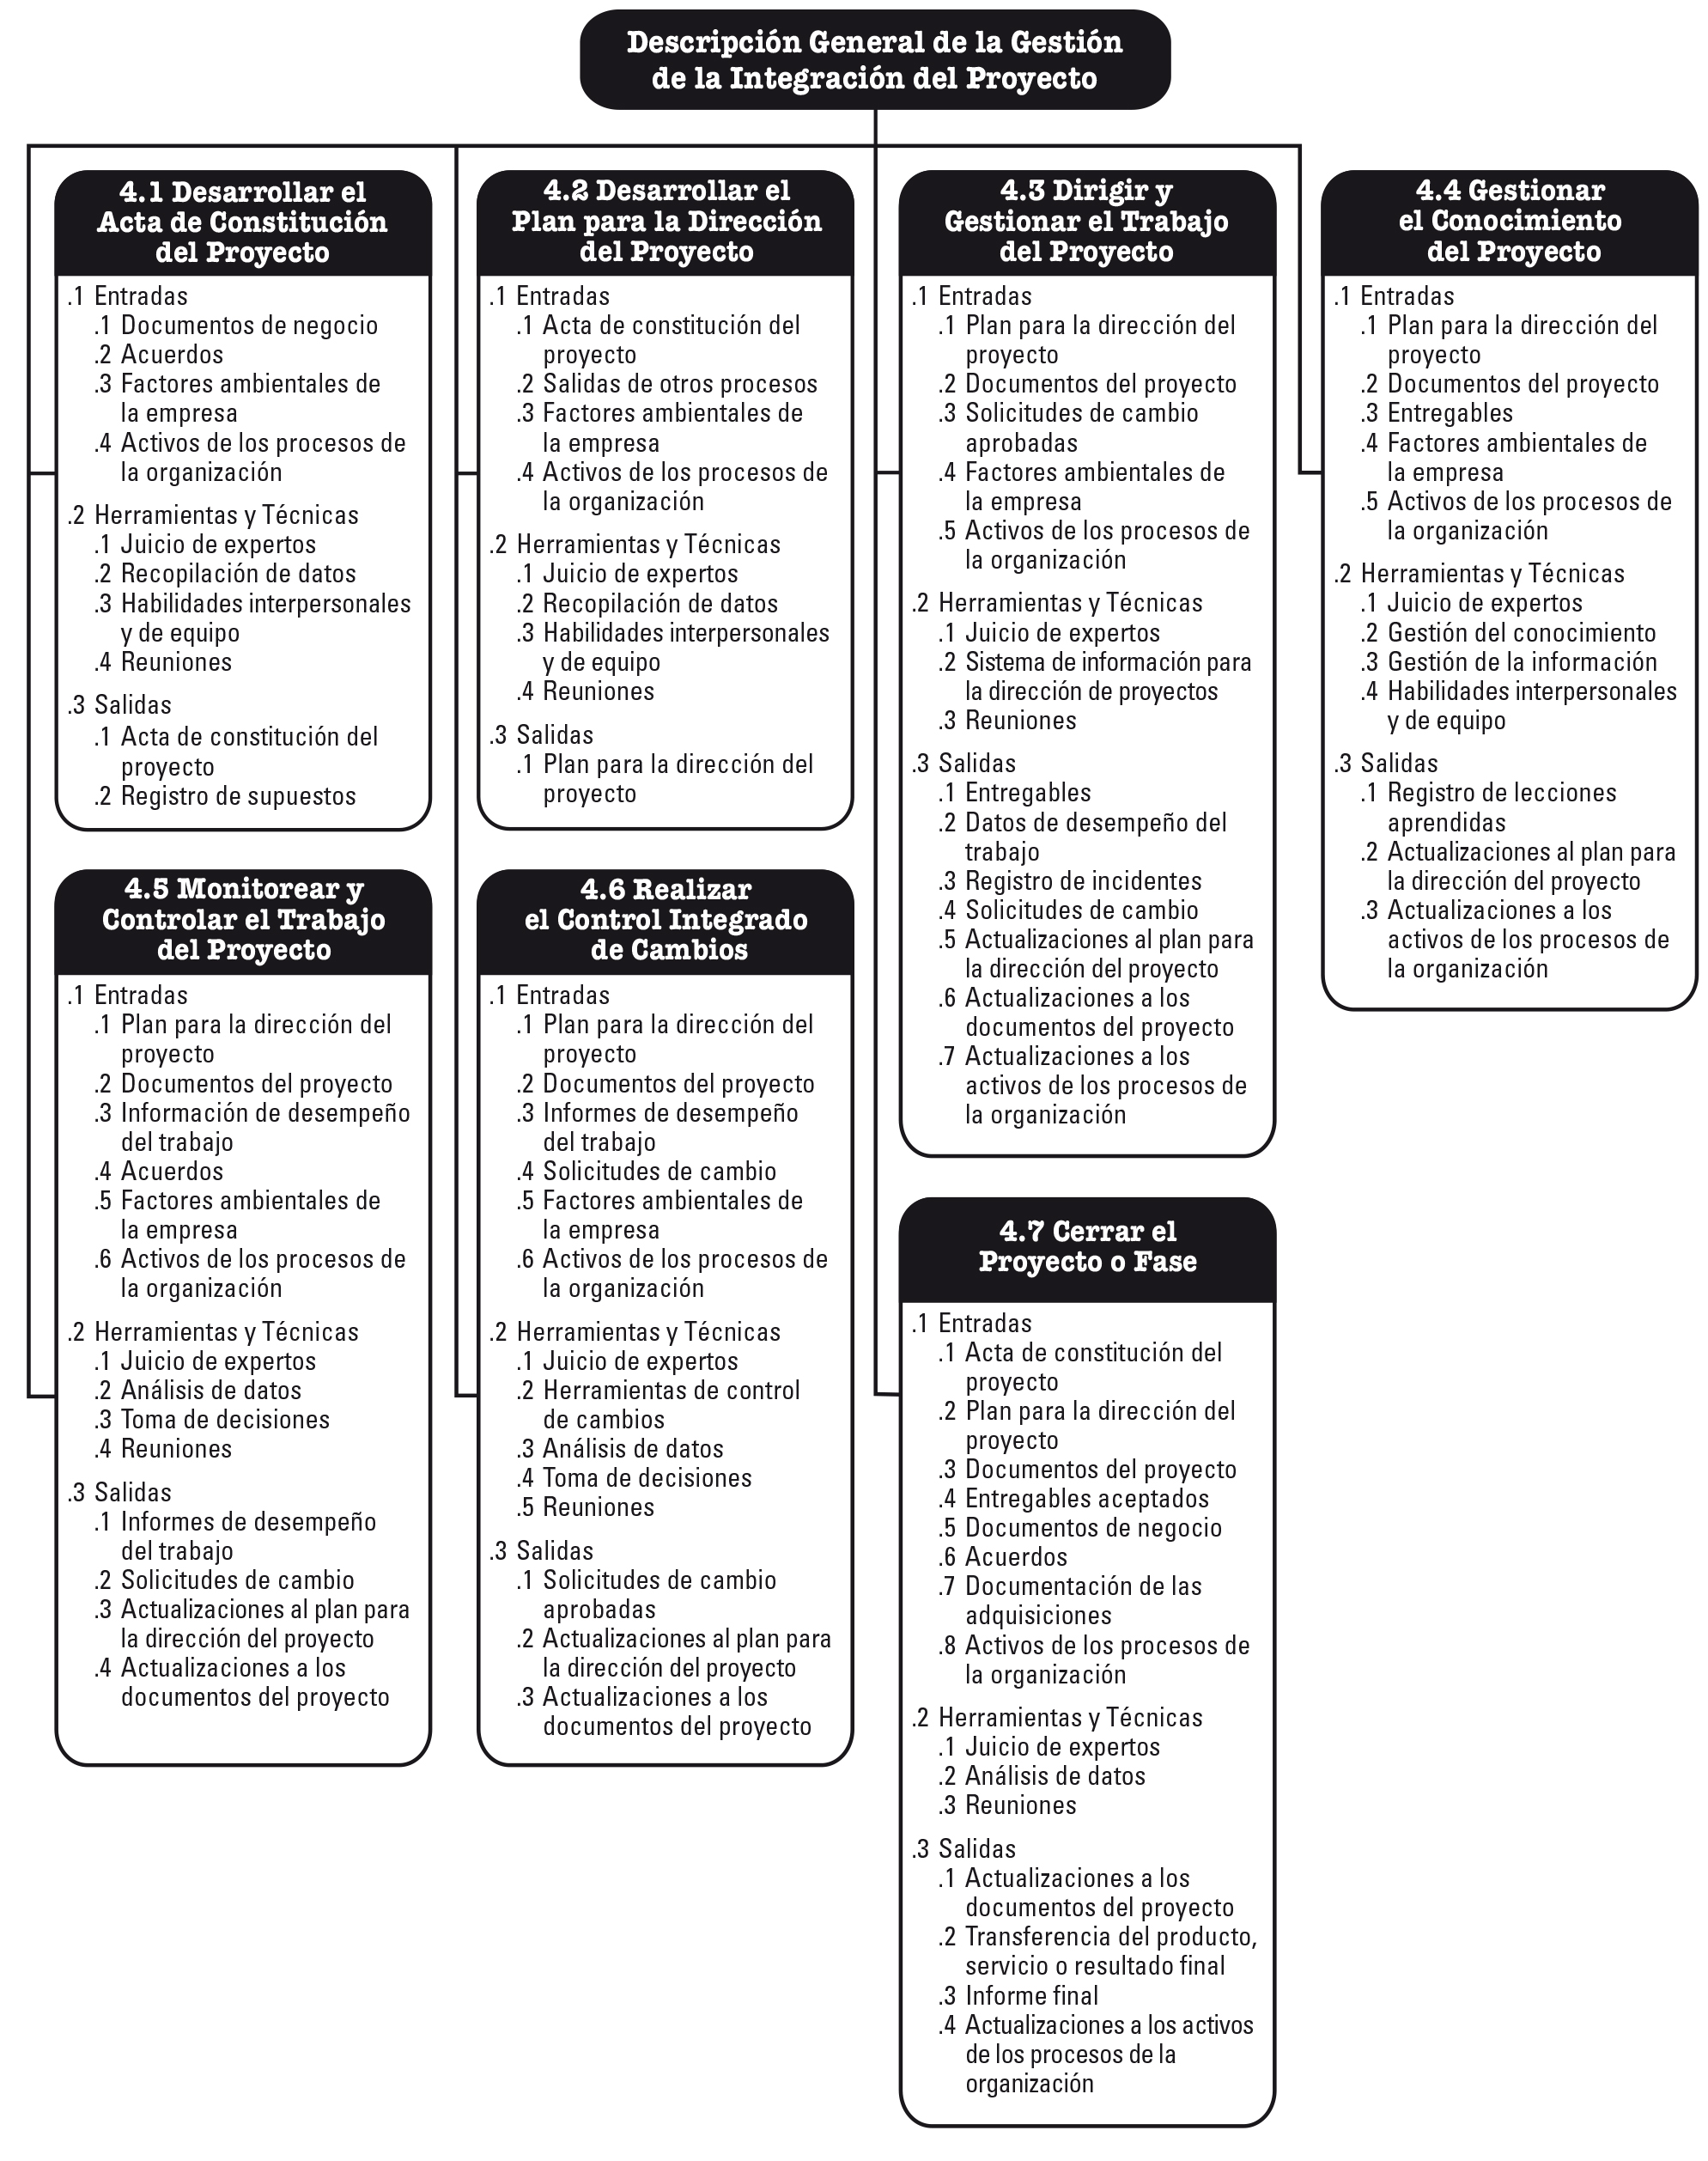 Descripción General de la Gestión
de la Integración del Proyecto
4.1 Desarrollar el
Acta de Constitución
del Proyecto
.1 Entradas
.1 Documentos de negocio
.2 Acuerdos
.3 Factores ambientales de
la empresa
.4 Activos de los procesos de
la organización
.2 Herramientas y Técnicas
.1 Juicio de expertos
.2 Recopilación de datos
.3 Habilidades interpersonales
y de equipo
.4 Reuniones
.3 Salidas
.1 Acta de constitución del
proyecto
.2 Registro de supuestos
4.2 Desarrollar el
Plan para la Dirección
del Proyecto
.1 Entradas
.1 Acta de constitución del
proyecto
.2 Salidas de otros procesos
.3 Factores ambientales de
la empresa
.4 Activos de los procesos de
la organización
.2 Herramientas y Técnicas
.1 Juicio de expertos
.2 Recopilación de datos
.3 Habilidades interpersonales
y de equipo
.4 Reuniones
.3 Salidas
.1 Plan para la dirección del
proyecto
4.3 Dirigir y
Gestionar el Trabajo
del Proyecto
.1 Entradas
.1 Plan para la dirección del
proyecto
.2 Documentos del proyecto
.3 Solicitudes de cambio
aprobadas
.4 Factores ambientales de
la empresa
.5 Activos de los procesos de
la organización
.2 Herramientas y Técnicas
.1 Juicio de expertos
.2 Sistema de información para
la dirección de proyectos
.3 Reuniones
.3 Salidas
.1 Entregables
.2 Datos de desempeño del
trabajo
.3 Registro de incidentes
.4 Solicitudes de cambio
.5 Actualizaciones al plan para
la dirección del proyecto
.6 Actualizaciones a los
documentos del proyecto
.7 Actualizaciones a los
activos de los procesos de
la organización
4.4 Gestionar
el Conocimiento
del Proyecto
.1 Entradas
.1 Plan para la dirección del
proyecto
.2 Documentos del proyecto
.3 Entregables
.4 Factores ambientales de
la empresa
.5 Activos de los procesos de
la organización
.2 Herramientas y Técnicas
.1 Juicio de expertos
.2 Gestión del conocimiento
.3 Gestión de la información
.4 Habilidades interpersonales
y de equipo
.3 Salidas
.1 Registro de lecciones
aprendidas
.2 Actualizaciones al plan para
la dirección del proyecto
.3 Actualizaciones a los
activos de los procesos de
la organización
4.5 Monitorear y
Controlar el Trabajo
del Proyecto
.1 Entradas
.1 Plan para la dirección del
proyecto
.2 Documentos del proyecto
.3 Información de desempeño
del trabajo
.4 Acuerdos
.5 Factores ambientales de
la empresa
.6 Activos de los procesos de
la organización
.2 Herramientas y Técnicas
.1 Juicio de expertos
.2 Análisis de datos
.3 Toma de decisiones
.4 Reuniones
.3 Salidas
.1 Informes de desempeño
del trabajo
.2 Solicitudes de cambio
.3 Actualizaciones al plan para
la dirección del proyecto
.4 Actualizaciones a los
documentos del proyecto
4.6 Realizar
el Control Integrado
de Cambios
.1 Entradas
.1 Plan para la dirección del
proyecto
.2 Documentos del proyecto
.3 Informes de desempeño
del trabajo
.4 Solicitudes de cambio
.5 Factores ambientales de
la empresa
.6 Activos de los procesos de
la organización
.2 Herramientas y Técnicas
.1 Juicio de expertos
.2 Herramientas de control
de cambios
.3 Análisis de datos
.4 Toma de decisiones
.5 Reuniones
.3 Salidas
.1 Solicitudes de cambio
aprobadas
.2 Actualizaciones al plan para
la dirección del proyecto
.3 Actualizaciones a los
documentos del proyecto
4.7 Cerrar el
Proyecto o Fase
.1 Entradas
.1 Acta de constitución del
proyecto
.2 Plan para la dirección del
proyecto
.3 Documentos del proyecto
.4 Entregables aceptados
.5 Documentos de negocio
.6 Acuerdos
.7 Documentación de las
adquisiciones
.8 Activos de los procesos de
la organización
.2 Herramientas y Técnicas
.1 Juicio de expertos
.2 Análisis de datos
.3 Reuniones
.3 Salidas
.1 Actualizaciones a los
documentos del proyecto
.2 Transferencia del producto,
servicio o resultado final
.3 Informe final
.4 Actualizaciones a los activos
de los procesos de la
organización